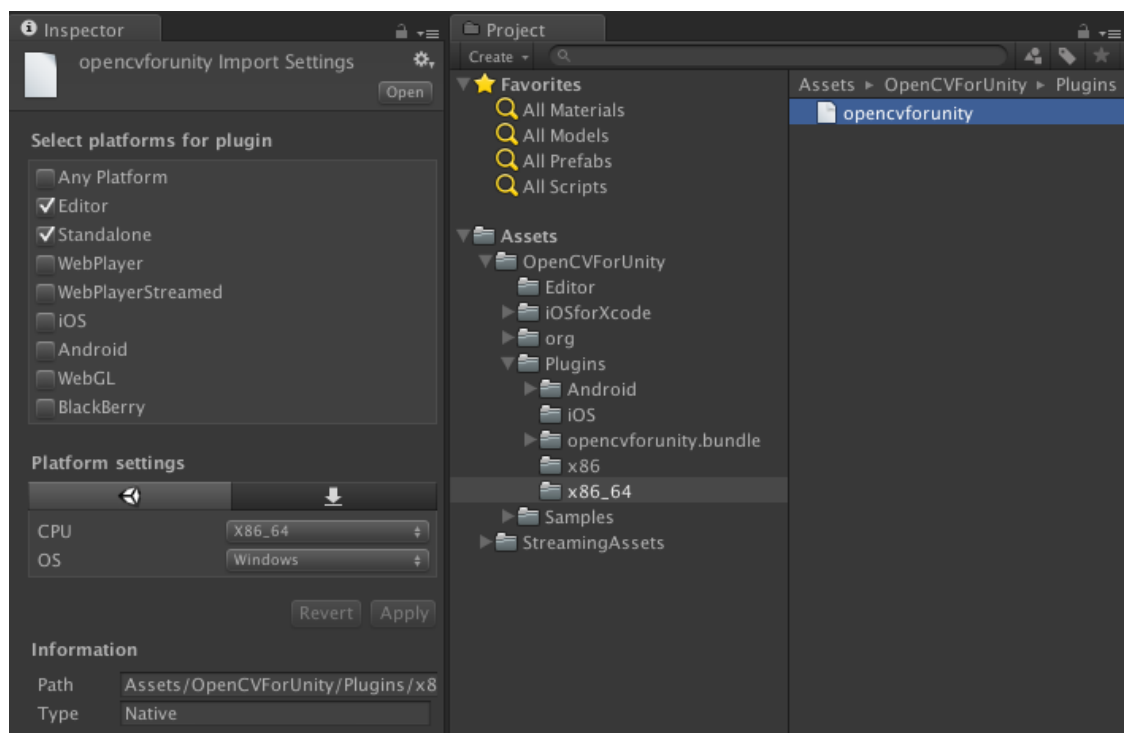 Inspector
opencvforunity Import Settings
Open
Select platforms for plugin
Any Platform
Editor
Standalone
WebPlayer
WebPlayerStreamed
iOS
Android
WebGL
BlackBerry
Platform settings
CPU X86_64
OS Windows
Revert Apply
Information
Path Assets/OpenCVForUnity/Plugins/x8
Type Native
Project
Create
Favorites
All Materials
All Models
All Prefabs
All Scripts
Assets
OpenCVForUnity
Editor
iOSforXcode
org
Plugins
Android
iOS
opencvforunity.bundle
x86
x86_64
Samples
StreamingAssets
Assets OpenCVForUnity Plugins
opencvforunity